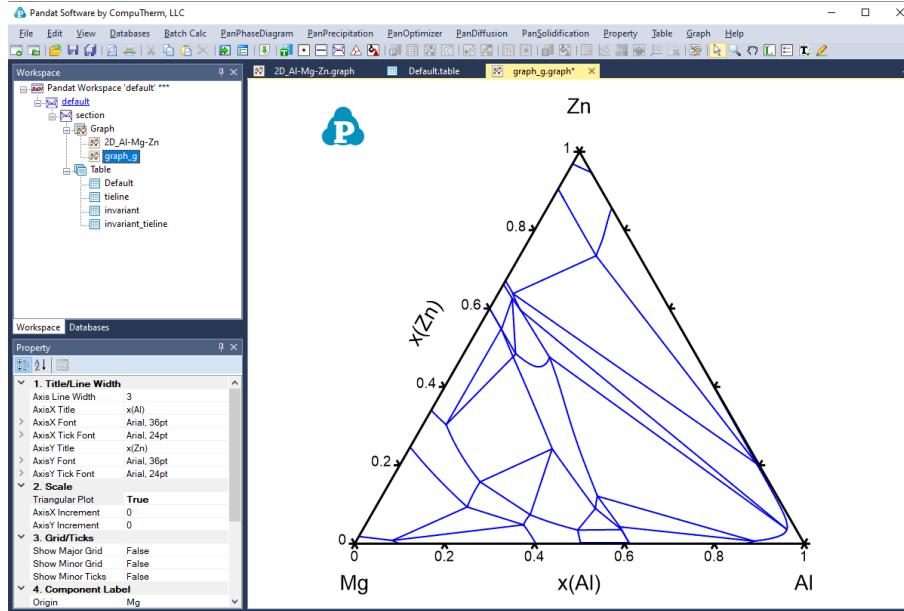 Pandat Software by CompuTherm, LLC
File Edit View Databases Batch Calc PanPhaseDiagram PanPrecipitation PanOptimizer PanDiffusion PanSolidification Property Table Graph Help
Workspace
2D_Al-Mg-Zn.graph Default.table graph_g.graph*
Pandat Workspace 'default' ***
default
section
Graph
2D_Al-Mg-Zn
graph_g
Table
Default
tieline
invariant
invariant_tieline
Workspace Databases
Property
1. Title/Line Width
Axis Line Width 3
AxisX Title x(Al)
AxisX Font Arial, 36pt
AxisX Tick Font Arial, 24pt
AxisY Title x(Zn)
AxisY Font Arial, 36pt
AxisY Tick Font Arial, 24pt
2. Scale
Triangular Plot True
AxisX Increment 0
AxisY Increment 0
3. Grid/Ticks
Show Major Grid False
Show Minor Grid False
Show Minor Ticks False
4. Component Label
Origin Mg
P
Zn
1
0.8
0.6
x(Zn)
0.4
0.2
0
0 0.2 0.4 0.6 0.8 1
Mg x(Al) Al